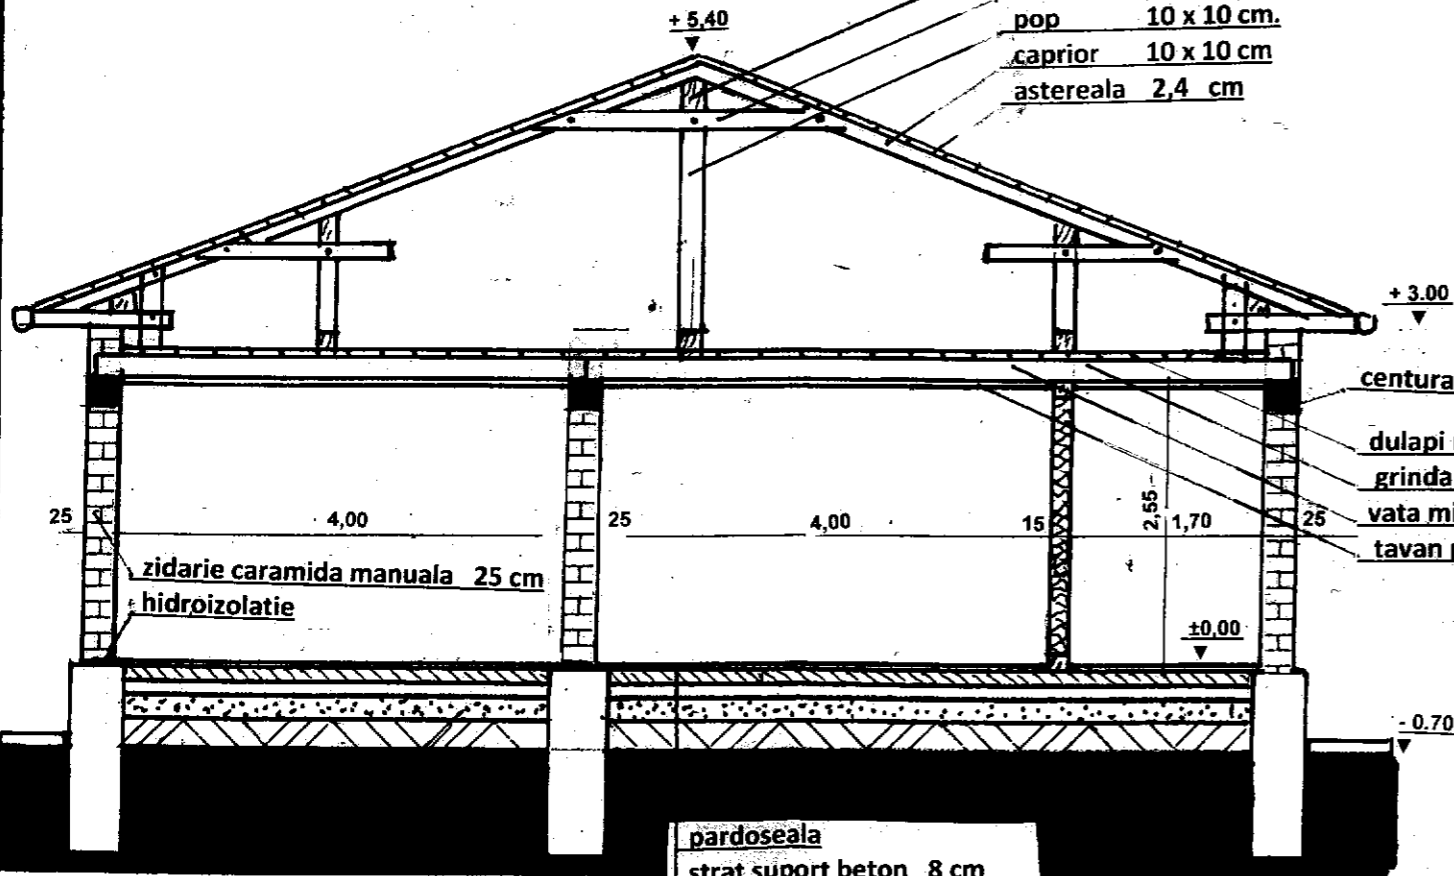 + 5,40
pop 10 x 10 cm.
caprior 10 x 10 cm
astereala 2,4 cm
+ 3.00
centura
dulapi
grinda
vata mi
tavan p
25 4,00 25 4,00 15 2,55 1,70 25
zidarie caramida manuala 25 cm
hidroizolatie
±0,00
- 0.70
pardoseala
strat suport beton 8 cm